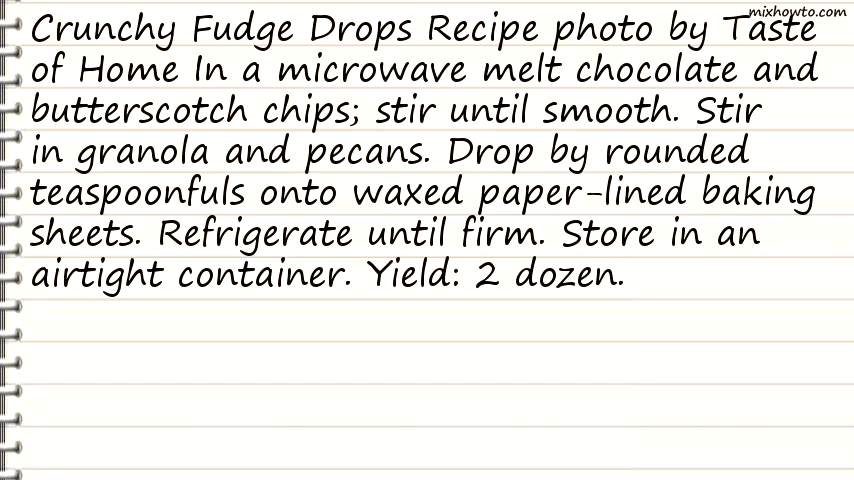 mixhowto.com
Crunchy Fudge Drops Recipe photo by Taste
of Home In a microwave melt chocolate and
butterscotch chips; stir until smooth. Stir
in granola and pecans. Drop by rounded
teaspoonfuls onto waxed paper-lined baking
sheets. Refrigerate until firm. Store in an
airtight container. Yield: 2 dozen.